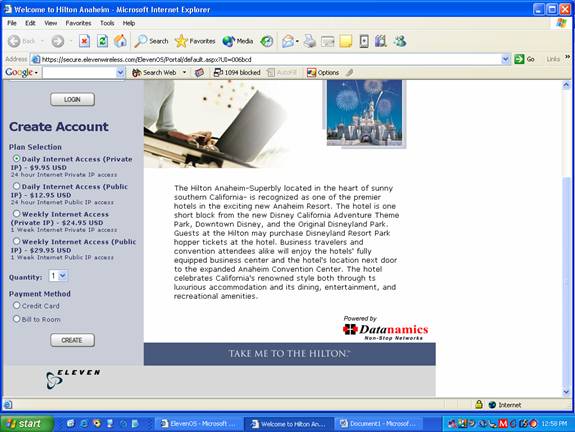 Welcome to Hilton Anaheim - Microsoft Internet Explorer
File Edit View Favorites Tools Help
Back Search Favorites Media
Address https://secure.elevenwireless.com/ElevenOS/Portal/default.aspx?UI=006bcd Go Links »
Google Search Web 1094 blocked AutoFill Options
LOGIN
Create Account
Plan Selection
Daily Internet Access (Private
IP) - $9.95 USD
24 hour Internet Private IP access
Daily Internet Access (Public
IP) - $12.95 USD
24 hour Internet Public IP access
Weekly Internet Access
(Private IP) - $24.95 USD
1 Week Internet Private IP access
Weekly Internet Access (Public
IP) - $29.95 USD
1 Week Internet Public IP access
Quantity: 1
Payment Method
Credit Card
Bill to Room
CREATE
The Hilton Anaheim-Superbly located in the heart of sunny
southern California- is recognized as one of the premier
hotels in the exciting new Anaheim Resort. The hotel is one
short block from the new Disney California Adventure Theme
Park, Downtown Disney, and the Original Disneyland Park.
Guests at the Hilton may purchase Disneyland Resort Park
hopper tickets at the hotel. Business travelers and
convention attendees alike will enjoy the hotels' fully
equipped business center and the hotel's location next door
to the expanded Anaheim Convention Center. The hotel
celebrates California's renowned style both through its
luxurious accommodation and its dining, entertainment, and
recreational amenities.
Powered by
Datanamics
Non-Stop Networks
TAKE ME TO THE HILTON.™
ELEVEN
Internet
start ElevenOS - Microsoft ... Welcome to Hilton An... Document1 - Microsof... 12:58 PM